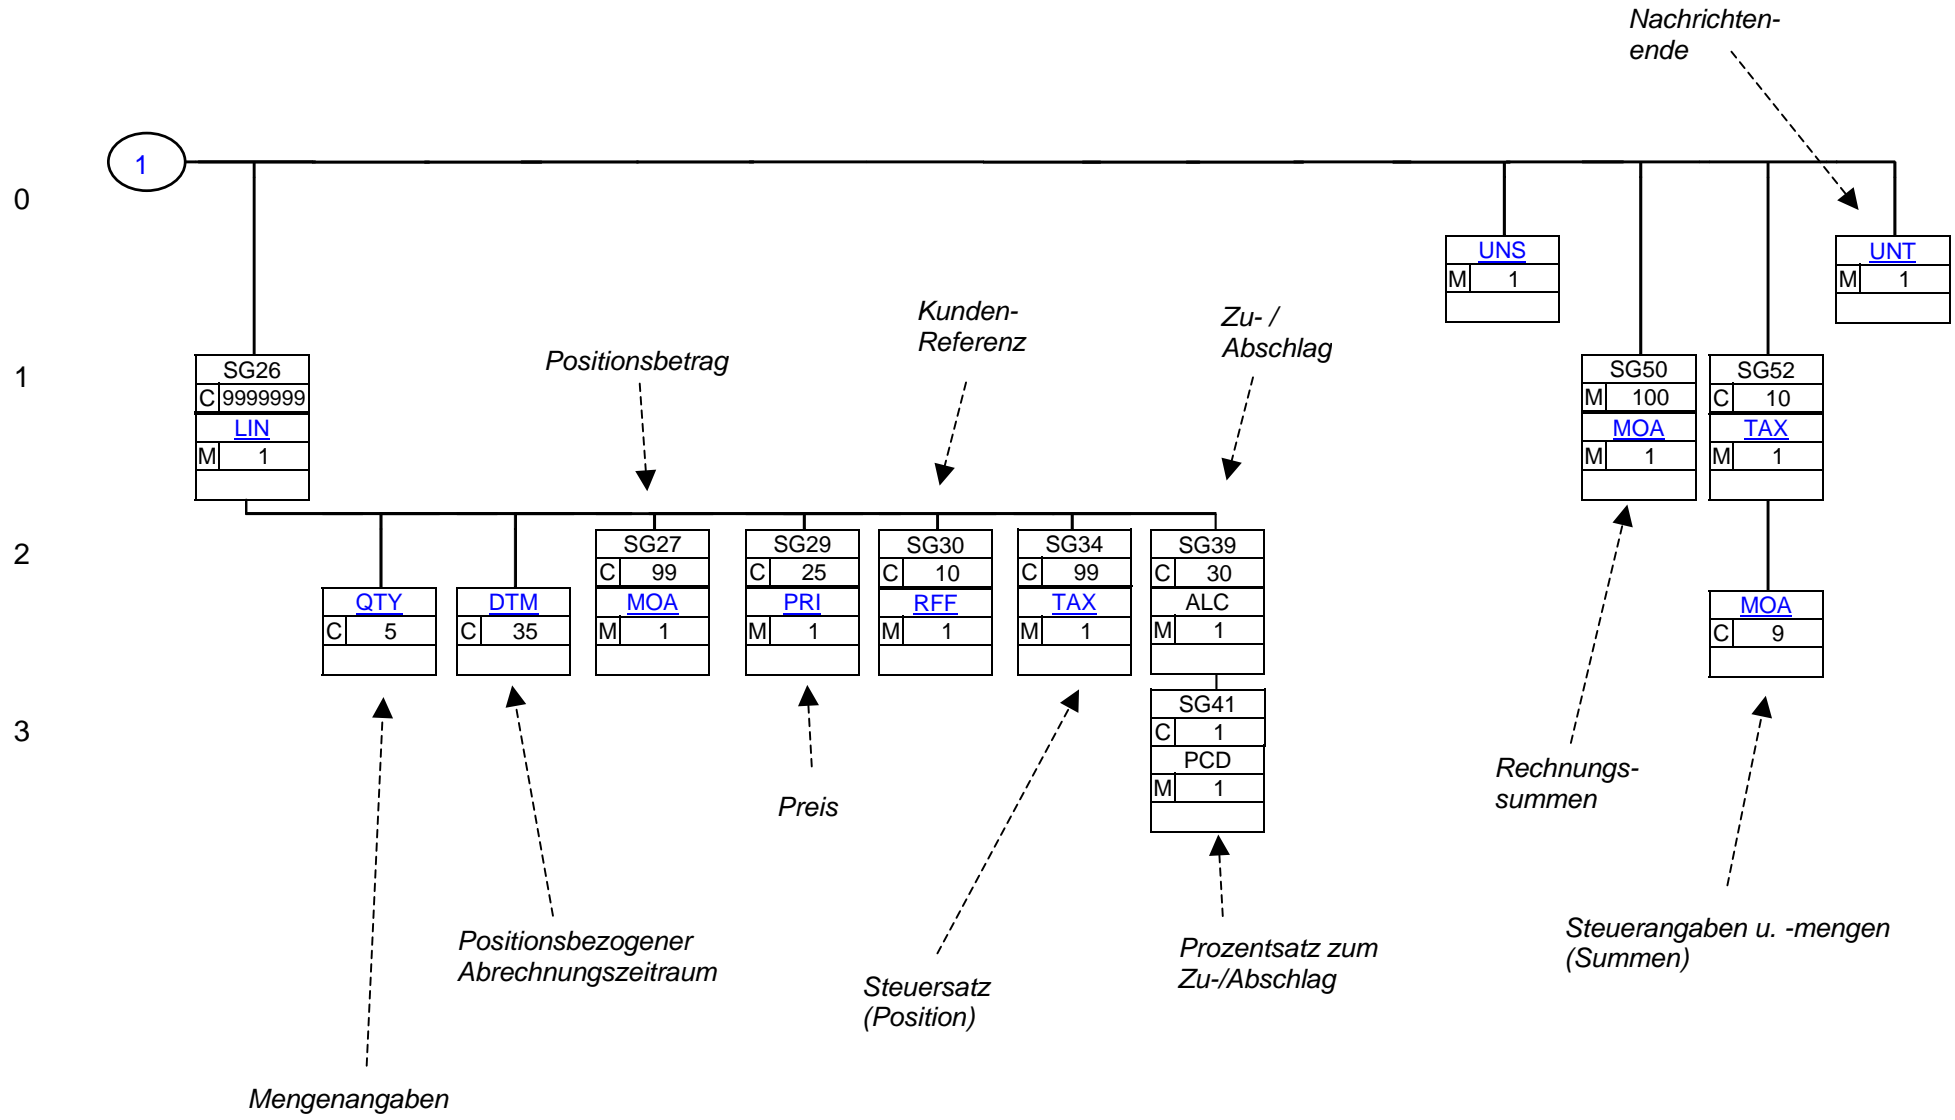 Nachrichten-
ende
1
0
UNS
M 1
UNT
M 1
Kunden-
Referenz
Zu- /
Abschlag
Positionsbetrag
1
SG26
C 9999999
LIN
M 1
SG50
M 100
MOA
M 1
SG52
C 10
TAX
M 1
2
QTY
C 5
DTM
C 35
SG27
C 99
MOA
M 1
SG29
C 25
PRI
M 1
SG30
C 10
RFF
M 1
SG34
C 99
TAX
M 1
SG39
C 30
ALC
M 1
MOA
C 9
3
SG41
C 1
PCD
M 1
Preis
Rechnungs-
summen
Positionsbezogener
Abrechnungszeitraum
Steuersatz
(Position)
Prozentsatz zum
Zu-/Abschlag
Steuerangaben u. -mengen
(Summen)
Mengenangaben